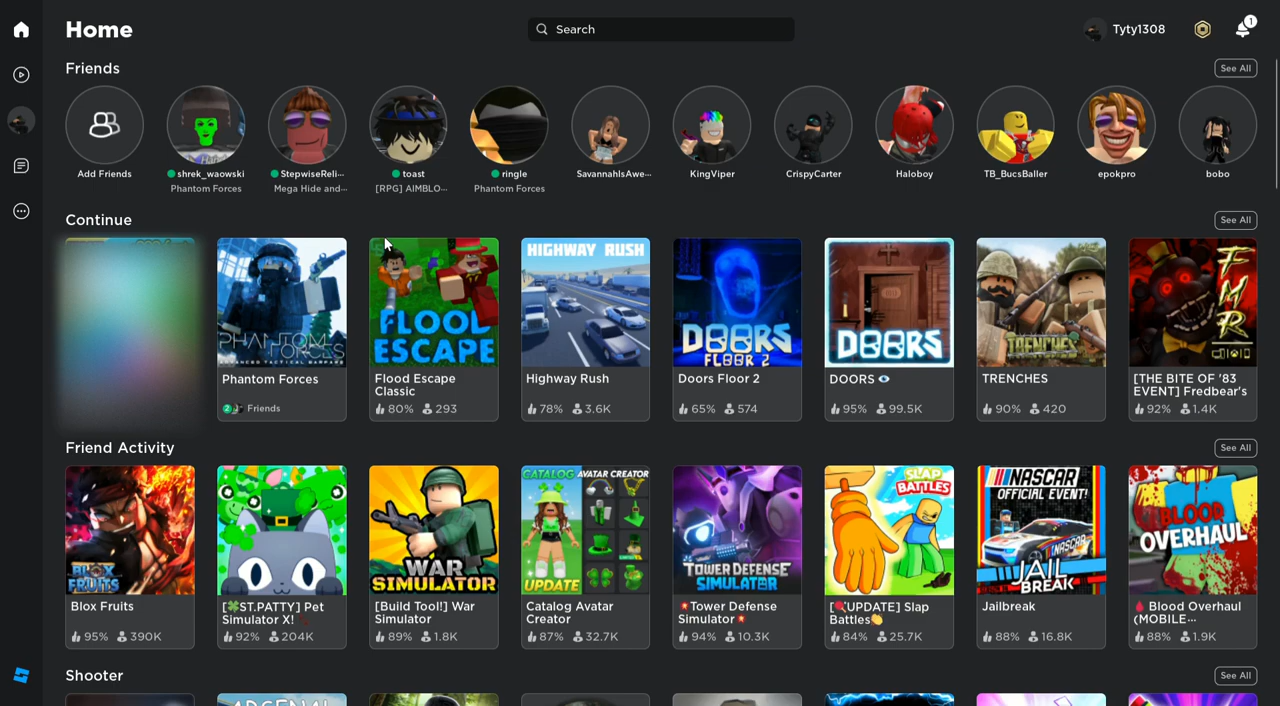 Home
Search
Tyty1308
1
Friends
See All
Add Friends
shrek_waowski
StepwiseReli...
toast
ringle
SavannahIsAwe...
KingViper
CrispyCarter
Haloboy
TB_BucsBaller
epokpro
bobo
Phantom Forces
Mega Hide and...
[RPG] AIMBLO...
Phantom Forces
Continue
See All
PHANTOM FORCES
FLOOD ESCAPE
HIGHWAY RUSH
DOORS
FLOOR 2
DOORS
TRENCHES
FMR
Phantom Forces
Flood Escape
Classic
Highway Rush
Doors Floor 2
DOORS 👁
TRENCHES
[THE BITE OF '83
EVENT] Fredbear's
2 Friends
80% 293
78% 3.6K
65% 574
95% 99.5K
90% 420
92% 1.4K
Friend Activity
See All
BLOX FRUITS
WAR SIMULATOR
CATALOG AVATAR CREATOR
UPDATE
TOWER DEFENSE SIMULATOR
SLAP BATTLES
NASCAR
OFFICIAL EVENT!
JAIL BREAK
BLOOD OVERHAUL
Blox Fruits
[🍀ST.PATTY] Pet
Simulator X!
[Build Tool!] War
Simulator
Catalog Avatar
Creator
Tower Defense
Simulator
[UPDATE] Slap
Battles👏
Jailbreak
🩸 Blood Overhaul
(MOBILE...
95% 390K
92% 204K
89% 1.8K
87% 32.7K
94% 10.3K
84% 25.7K
88% 16.8K
88% 1.9K
Shooter
See All
ARSENAL